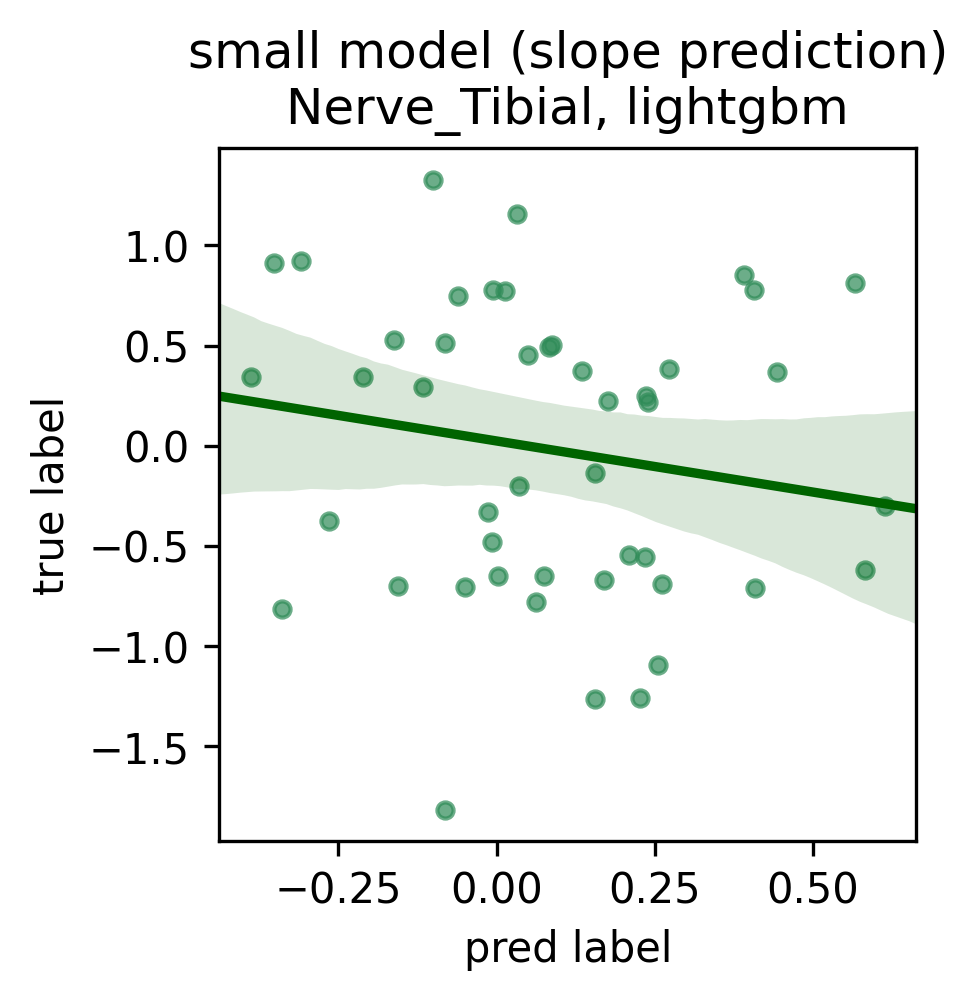 small model (slope prediction)
Nerve_Tibial, lightgbm
1.0
0.5
0.0
−0.5
−1.0
−1.5
true label
−0.25 0.00 0.25 0.50
pred label